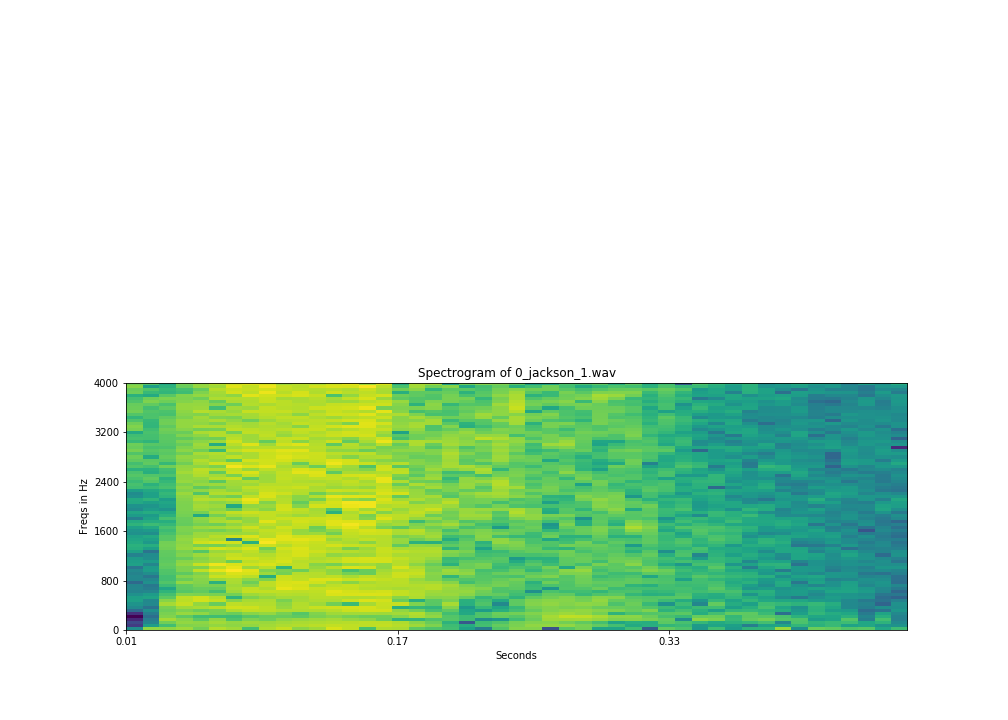 Spectrogram of 0_jackson_1.wav
4000
3200
2400
1600
800
0
Freqs in Hz
0.01 0.17 0.33
Seconds